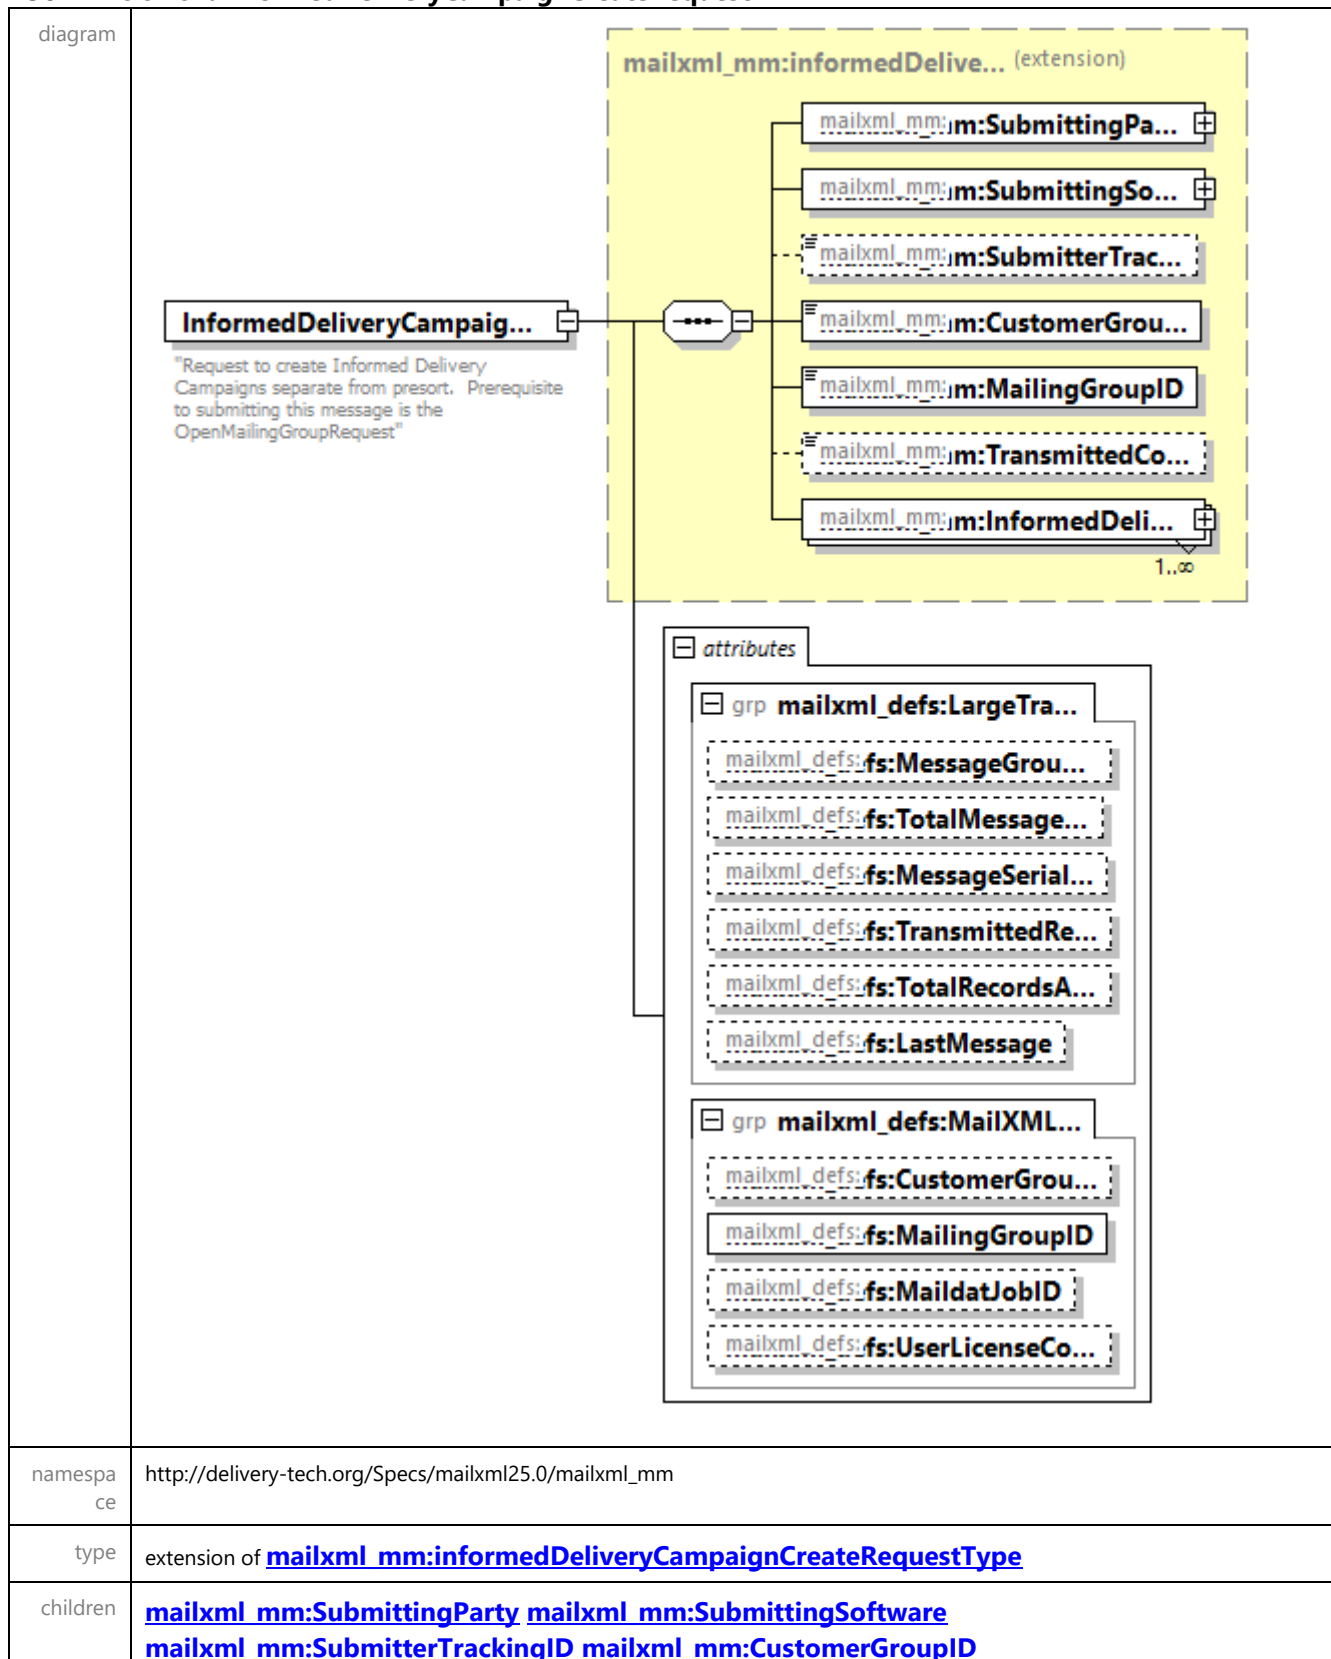 diagram
mailxml_mm:informedDelive... (extension)
mailxml_mm:m:SubmittingPa...
mailxml_mm:m:SubmittingSo...
mailxml_mm:m:SubmitterTrac...
InformedDeliveryCampaig...
mailxml_mm:m:CustomerGrou...
"Request to create Informed Delivery
Campaigns separate from presort. Prerequisite
to submitting this message is the
OpenMailingGroupRequest"
mailxml_mm:m:MailingGroupID
mailxml_mm:m:TransmittedCo...
mailxml_mm:m:InformedDeli...
1..∞
attributes
grp mailxml_defs:LargeTra...
mailxml_defs:fs:MessageGrou...
mailxml_defs:fs:TotalMessage...
mailxml_defs:fs:MessageSerial...
mailxml_defs:fs:TransmittedRe...
mailxml_defs:fs:TotalRecordsA...
mailxml_defs:fs:LastMessage
grp mailxml_defs:MailXML...
mailxml_defs:fs:CustomerGrou...
mailxml_defs:fs:MailingGroupID
mailxml_defs:fs:MaildatJobID
mailxml_defs:fs:UserLicenseCo...
namespa
ce
http://delivery-tech.org/Specs/mailxml25.0/mailxml_mm
type
extension of mailxml_mm:informedDeliveryCampaignCreateRequestType
children
mailxml_mm:SubmittingParty mailxml_mm:SubmittingSoftware
mailxml_mm:SubmitterTrackingID mailxml_mm:CustomerGroupID